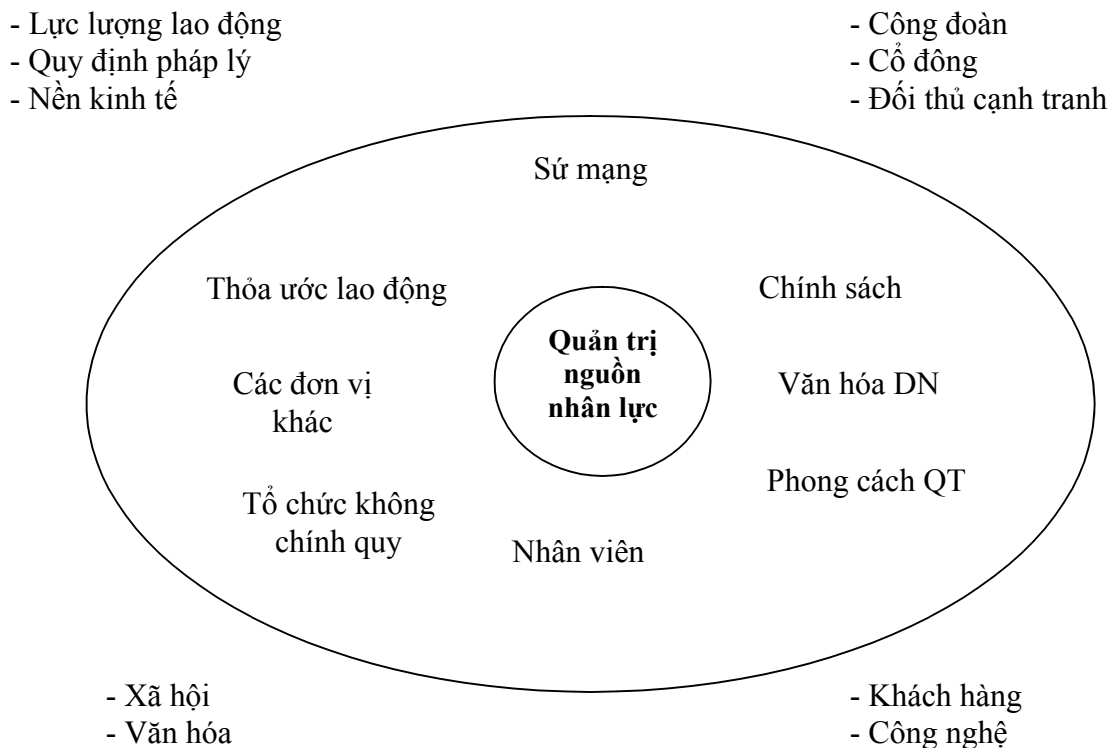 - Lực lượng lao động
- Quy định pháp lý
- Nền kinh tế
- Công đoàn
- Cổ đông
- Đối thủ cạnh tranh
Sứ mạng
Thỏa ước lao động
Chính sách
Quản trị
nguồn
nhân lực
Các đơn vị
khác
Văn hóa DN
Tổ chức không
chính quy
Phong cách QT
Nhân viên
- Xã hội
- Văn hóa
- Khách hàng
- Công nghệ